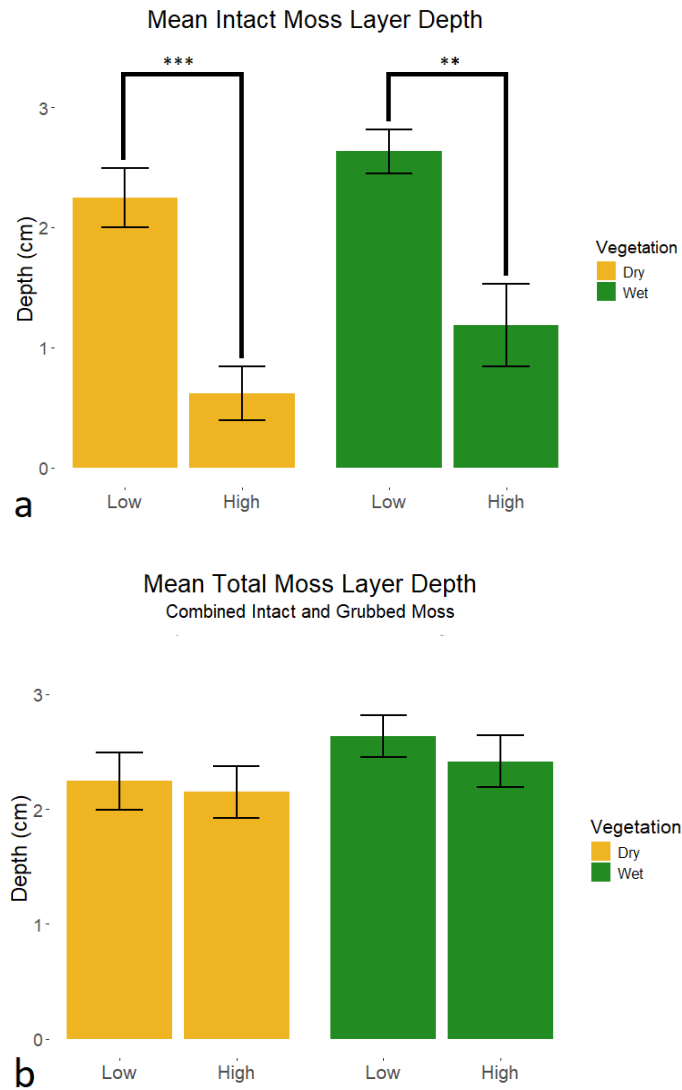 Mean Intact Moss Layer Depth
*** **
3
2
1
0
Depth (cm)
Low High Low High
Vegetation
Dry
Wet
a
Mean Total Moss Layer Depth
Combined Intact and Grubbed Moss
3
2
1
0
Depth (cm)
Low High Low High
Vegetation
Dry
Wet
b